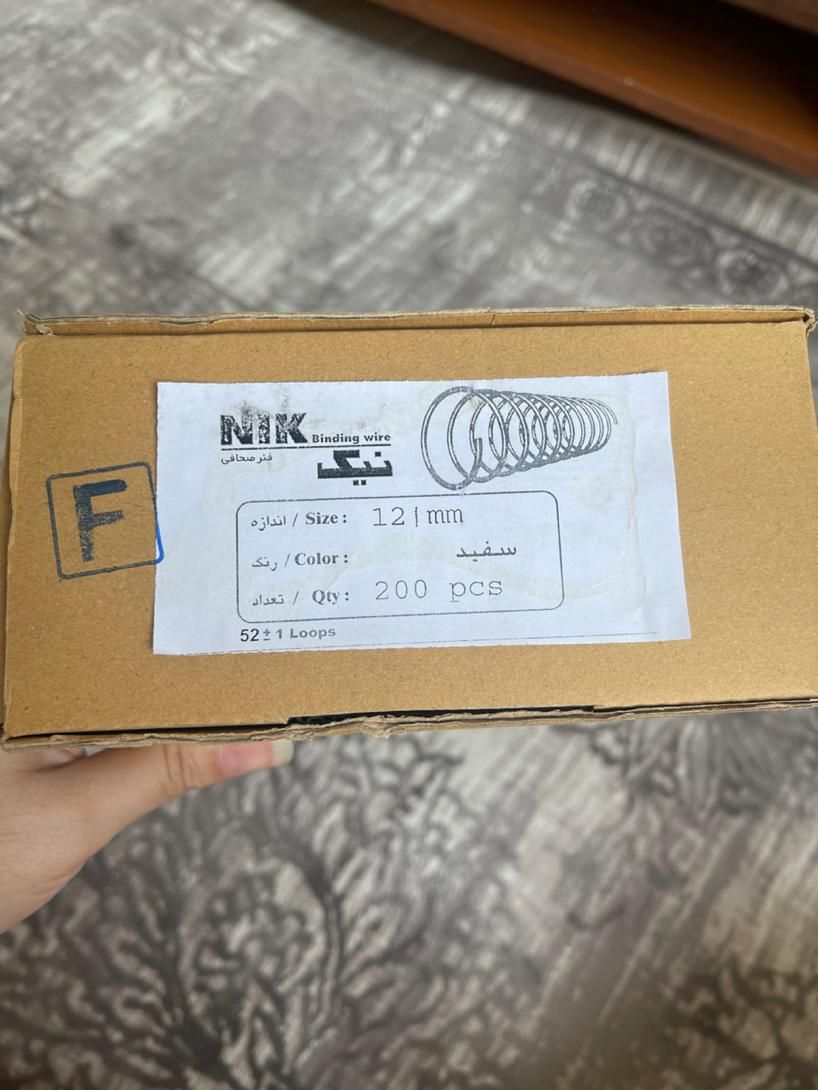 NIK Binding wire
فنر صحافی
نیک
F
اندازه / Size : 12 | mm
رنگ / Color : سفید
تعداد / Qty : 200 pcs
52 ± 1 Loops